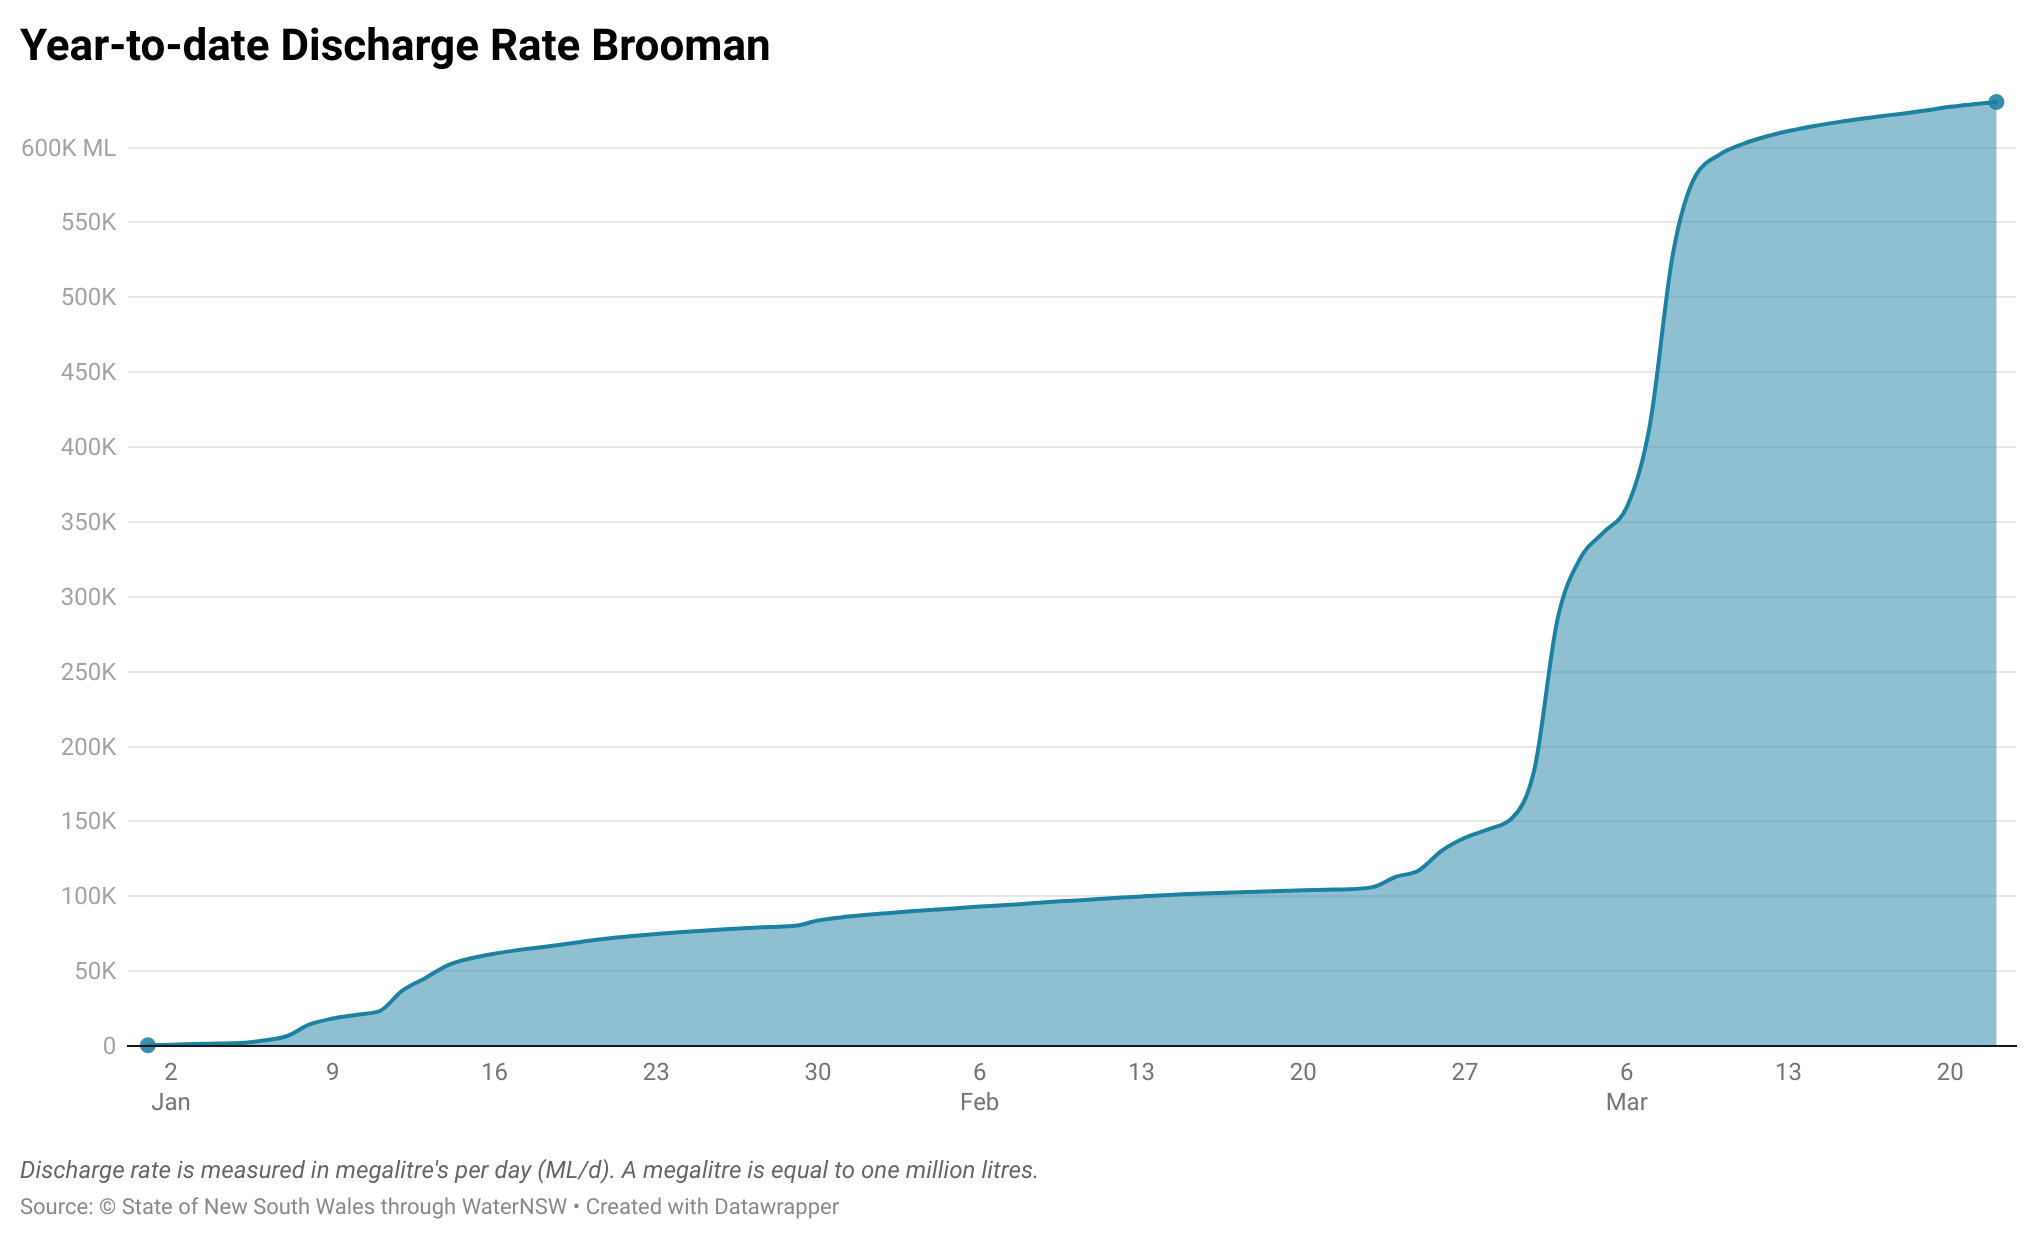 Year-to-date Discharge Rate Brooman
600K ML
550K
500K
450K
400K
350K
300K
250K
200K
150K
100K
50K
0
2 9 16 23 30 6 13 20 27 6 13 20
Jan Feb Mar
Discharge rate is measured in megalitre's per day (ML/d). A megalitre is equal to one million litres.
Source: © State of New South Wales through WaterNSW • Created with Datawrapper